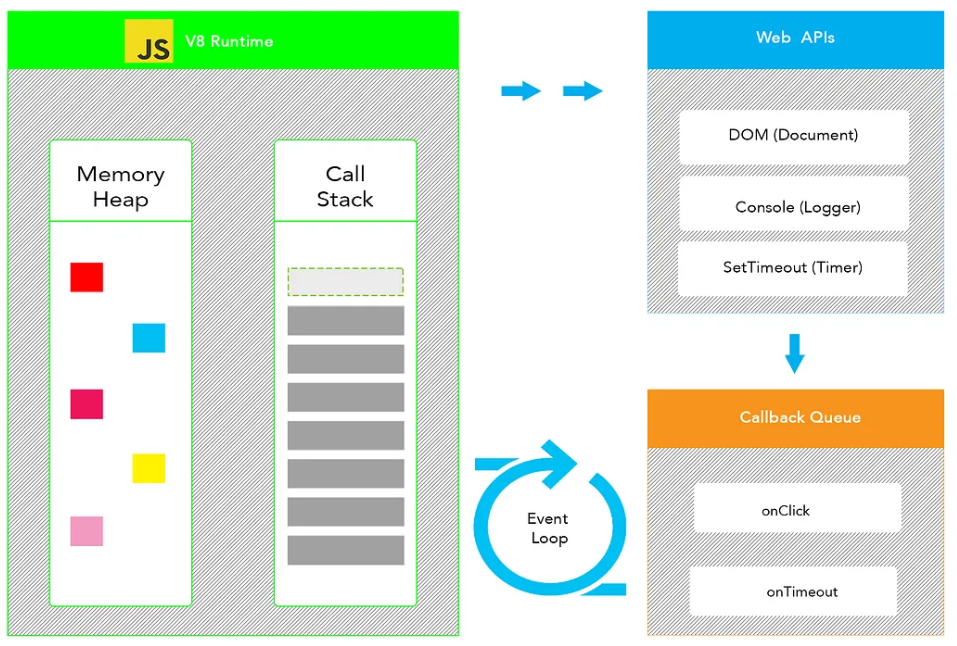 JS V8 Runtime
Memory
Heap
Call
Stack
Web APIs
DOM (Document)
Console (Logger)
SetTimeout (Timer)
Event
Loop
Callback Queue
onClick
onTimeout